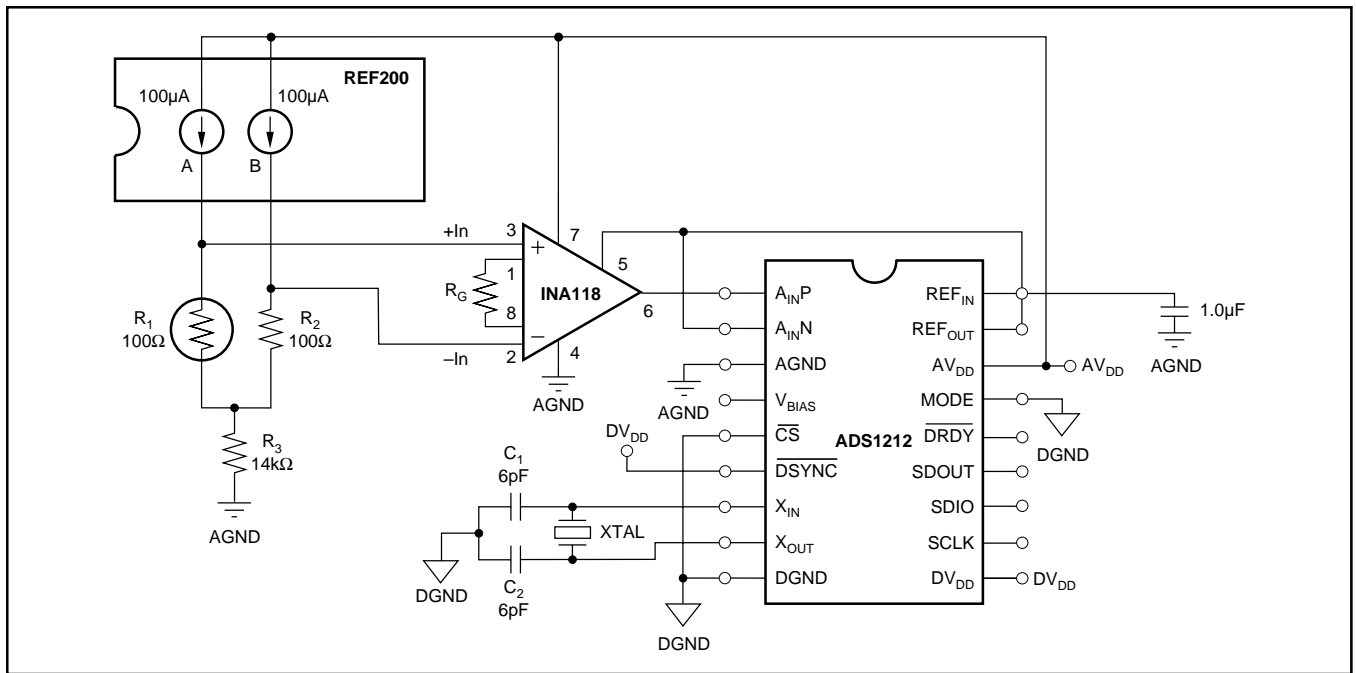 REF200
100µA 100µA
A B
+In
–In
3
7
1
5
RG
INA118
8
6
2
4
AGND
R1
100Ω
R2
100Ω
R3
14kΩ
AGND
AINP
AINN
AGND
VBIAS
CS
DSYNC
XIN
XOUT
DGND
ADS1212
REFIN
REFOUT
AVDD
MODE
DRDY
SDOUT
SDIO
SCLK
DVDD
AVDD
1.0µF
AGND
DGND
DVDD
AGND
DVDD
C1
6pF
XTAL
C2
6pF
DGND
DGND